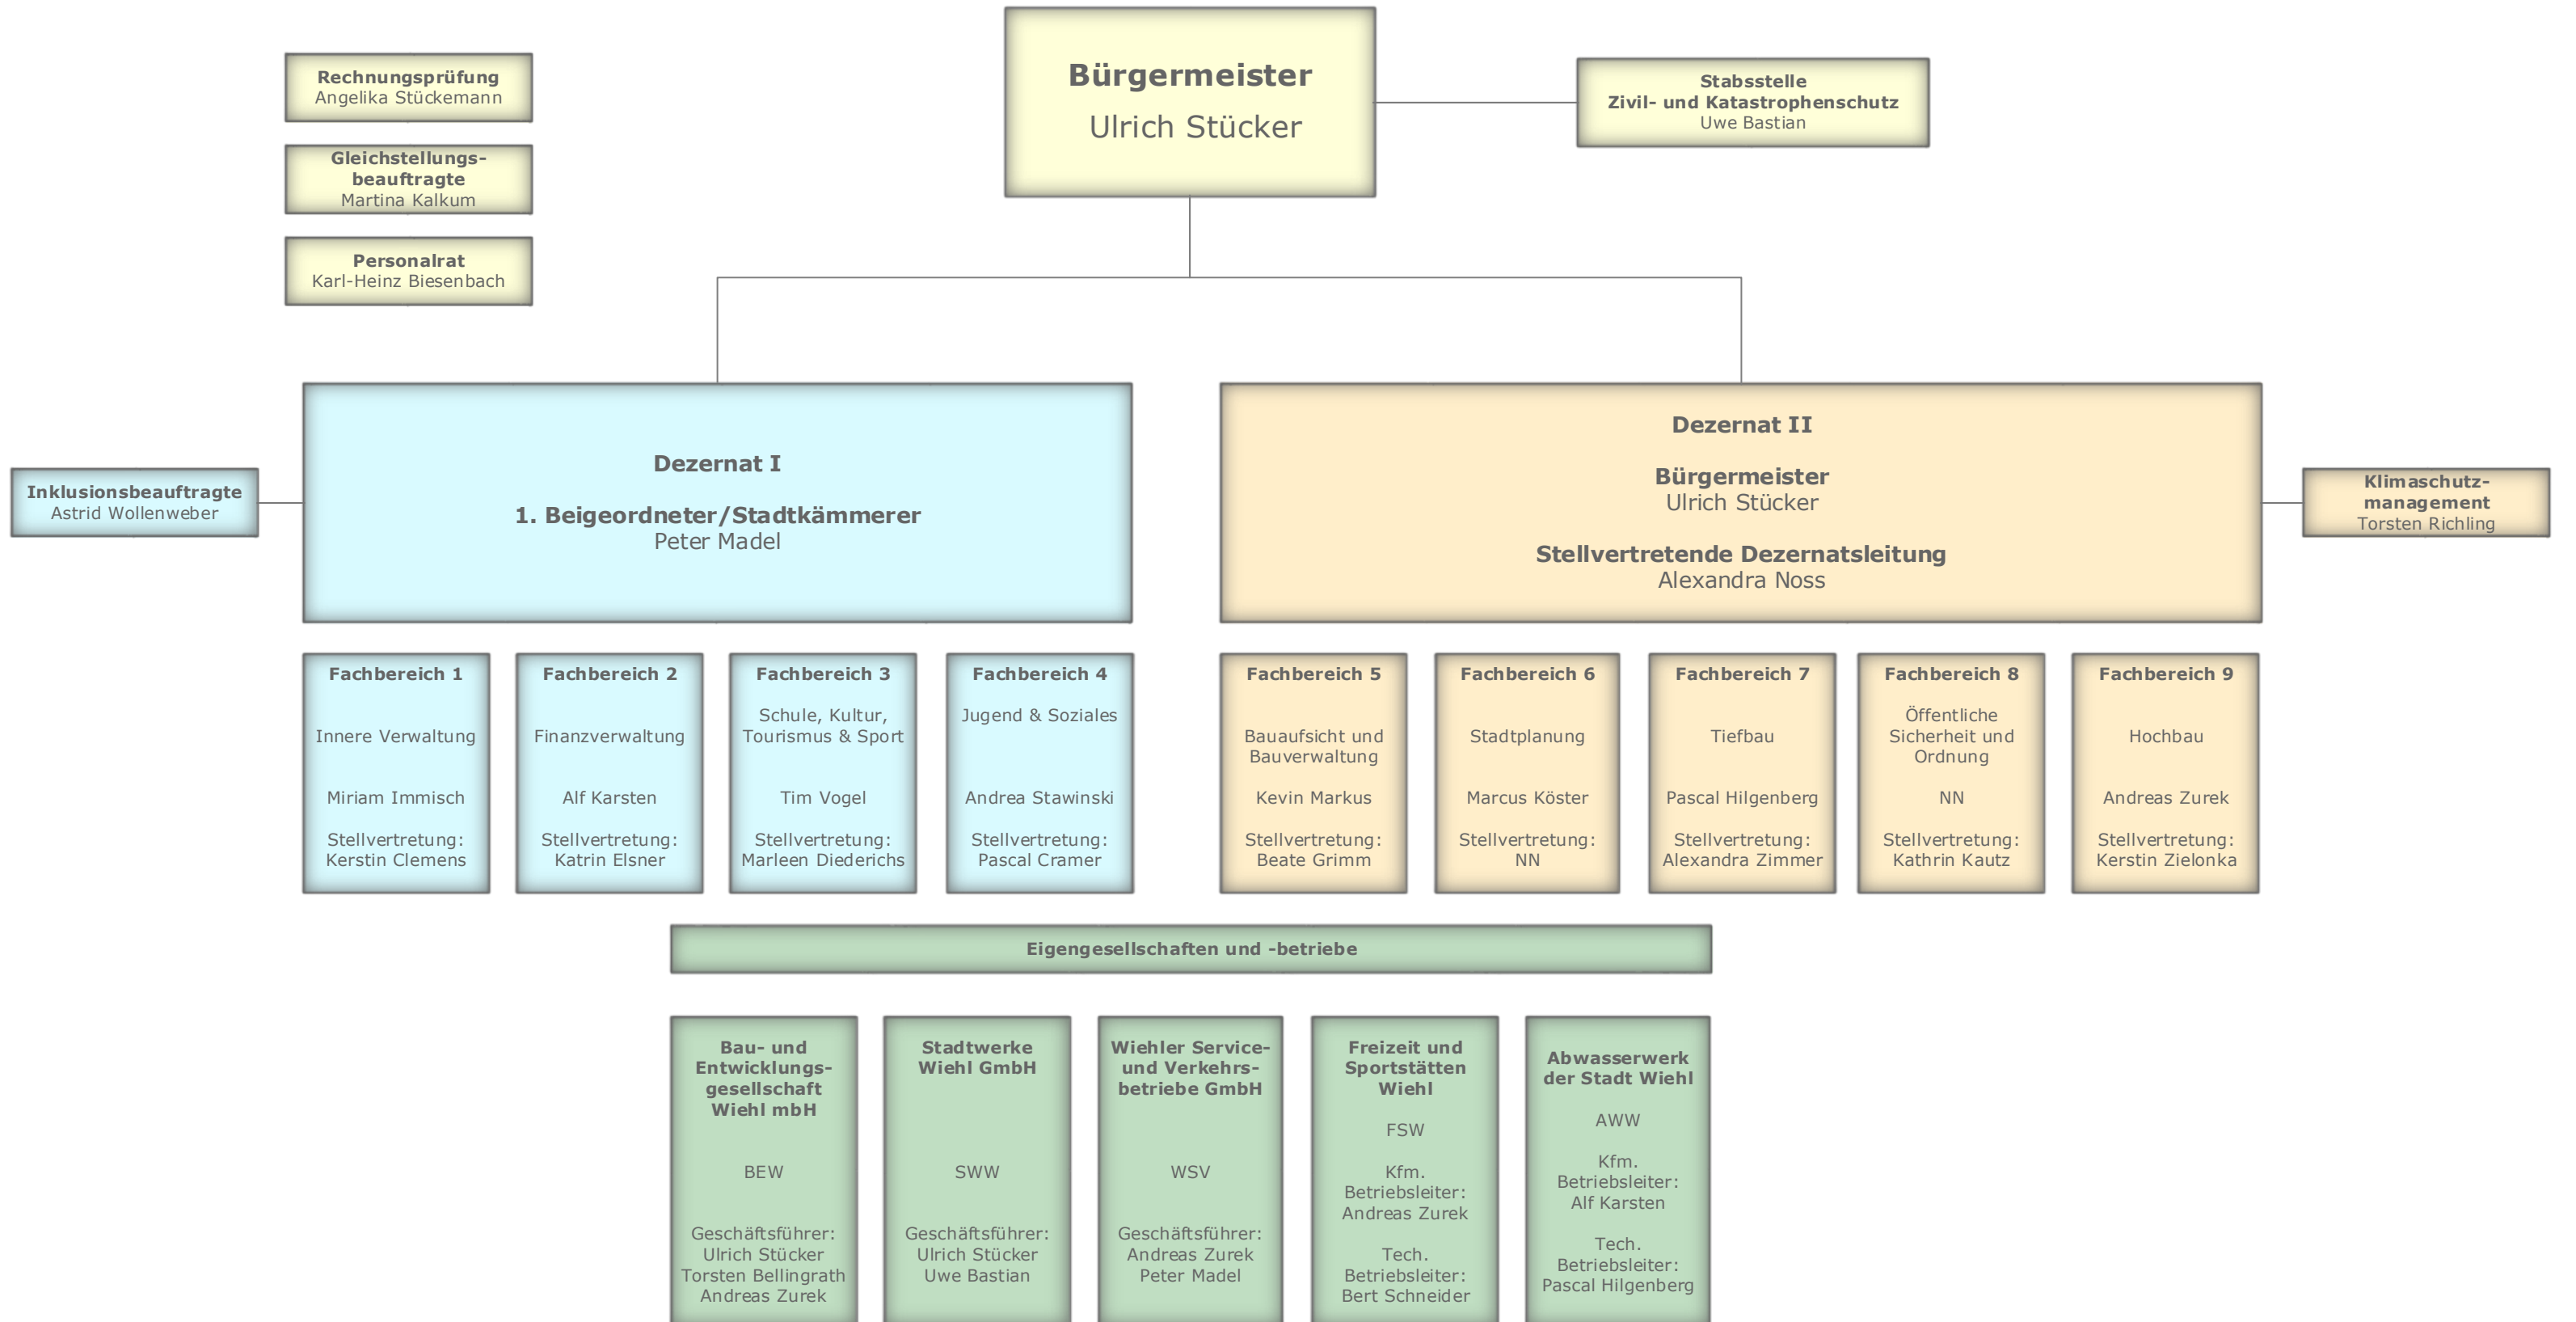 Bürgermeister
Ulrich Stücker
Rechnungsprüfung
Angelika Stückemann
Gleichstellungs-
beauftragte
Martina Kalkum
Personalrat
Karl-Heinz Biesenbach
Stabsstelle
Zivil- und Katastrophenschutz
Uwe Bastian
Inklusionsbeauftragte
Astrid Wollenweber
Dezernat I
1. Beigeordneter/Stadtkämmerer
Peter Madel
Dezernat II
Bürgermeister
Ulrich Stücker
Stellvertretende Dezernatsleitung
Alexandra Noss
Klimaschutz-
management
Torsten Richling
Fachbereich 1
Innere Verwaltung
Miriam Immisch
Stellvertretung:
Kerstin Clemens
Fachbereich 2
Finanzverwaltung
Alf Karsten
Stellvertretung:
Katrin Elsner
Fachbereich 3
Schule, Kultur,
Tourismus & Sport
Tim Vogel
Stellvertretung:
Marleen Diederichs
Fachbereich 4
Jugend & Soziales
Andrea Stawinski
Stellvertretung:
Pascal Cramer
Fachbereich 5
Bauaufsicht und
Bauverwaltung
Kevin Markus
Stellvertretung:
Beate Grimm
Fachbereich 6
Stadtplanung
Marcus Köster
Stellvertretung:
NN
Fachbereich 7
Tiefbau
Pascal Hilgenberg
Stellvertretung:
Alexandra Zimmer
Fachbereich 8
Öffentliche
Sicherheit und
Ordnung
NN
Stellvertretung:
Kathrin Kautz
Fachbereich 9
Hochbau
Andreas Zurek
Stellvertretung:
Kerstin Zielonka
Eigengesellschaften und -betriebe
Bau- und
Entwicklungs-
gesellschaft
Wiehl mbH
BEW
Geschäftsführer:
Ulrich Stücker
Torsten Bellingrath
Andreas Zurek
Stadtwerke
Wiehl GmbH
SWW
Geschäftsführer:
Ulrich Stücker
Uwe Bastian
Wiehler Service-
und Verkehrs-
betriebe GmbH
WSV
Geschäftsführer:
Andreas Zurek
Peter Madel
Freizeit und
Sportstätten
Wiehl
FSW
Kfm.
Betriebsleiter:
Andreas Zurek
Tech.
Betriebsleiter:
Bert Schneider
Abwasserwerk
der Stadt Wiehl
AWW
Kfm.
Betriebsleiter:
Alf Karsten
Tech.
Betriebsleiter:
Pascal Hilgenberg